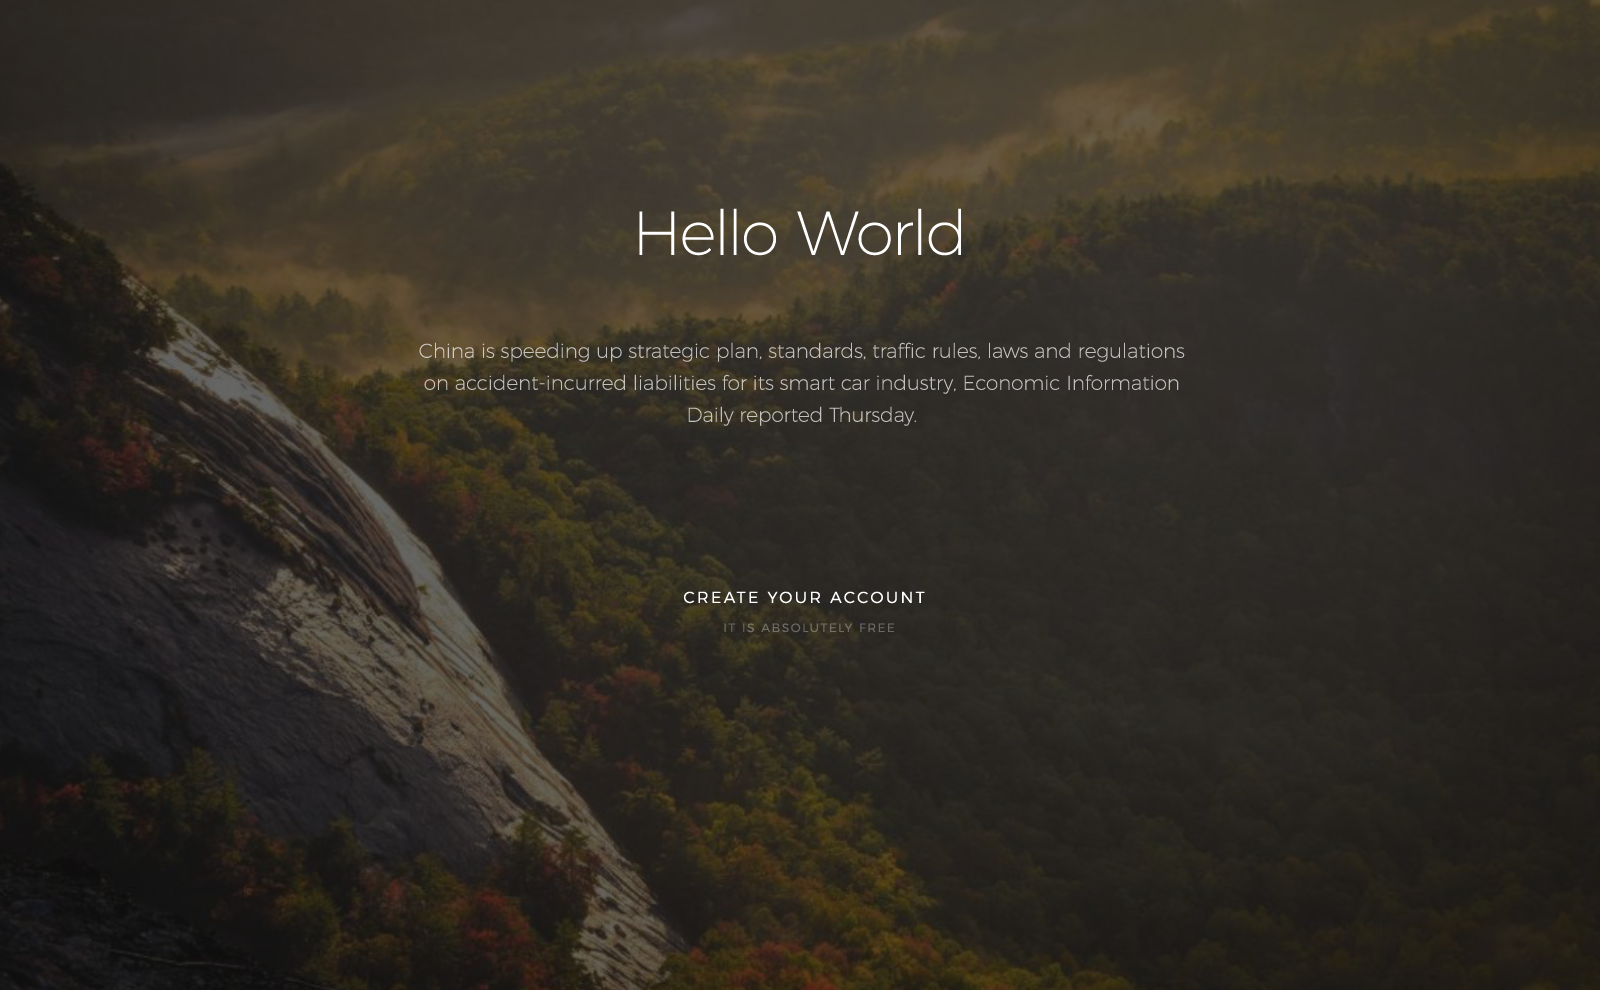 Hello World
China is speeding up strategic plan, standards, traffic rules, laws and regulations
on accident-incurred liabilities for its smart car industry, Economic Information
Daily reported Thursday.
CREATE YOUR ACCOUNT
IT IS ABSOLUTELY FREE